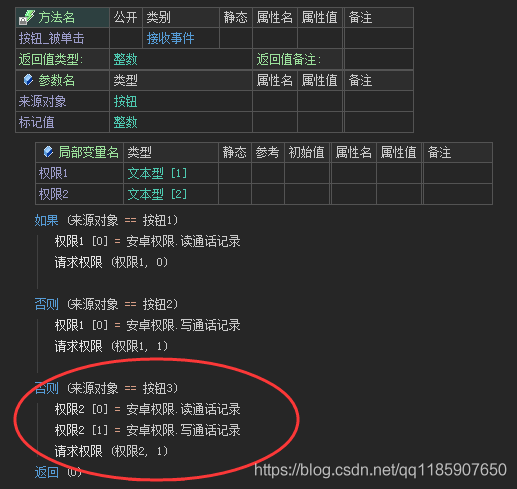 方法名 公开 类别 静态 属性名 属性值 备注
按钮_被单击 接收事件
返回值类型: 整数 返回值备注:
参数名 类型 属性名 属性值 备注
来源对象 按钮
标记值 整数
局部变量名 类型 静态 参考 初始值 属性名 属性值 备注
权限1 文本型 [1]
权限2 文本型 [2]
如果 (来源对象 == 按钮1)
权限1 [0] = 安卓权限.读通话记录
请求权限 (权限1, 0)
否则 (来源对象 == 按钮2)
权限1 [0] = 安卓权限.写通话记录
请求权限 (权限1, 1)
否则 (来源对象 == 按钮3)
权限2 [0] = 安卓权限.读通话记录
权限2 [1] = 安卓权限.写通话记录
请求权限 (权限2, 1)
返回 (0)
https://blog.csdn.net/qq1185907650